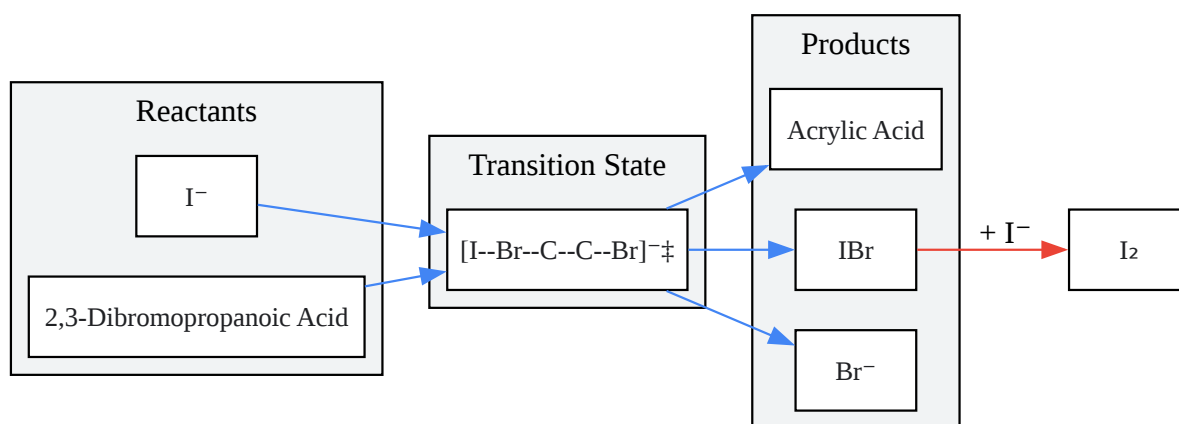 Reactants
I⁻
2,3-Dibromopropanoic Acid
Transition State
[I--Br--C--C--Br]⁻‡
Products
Acrylic Acid
IBr
Br⁻
+ I⁻
I₂